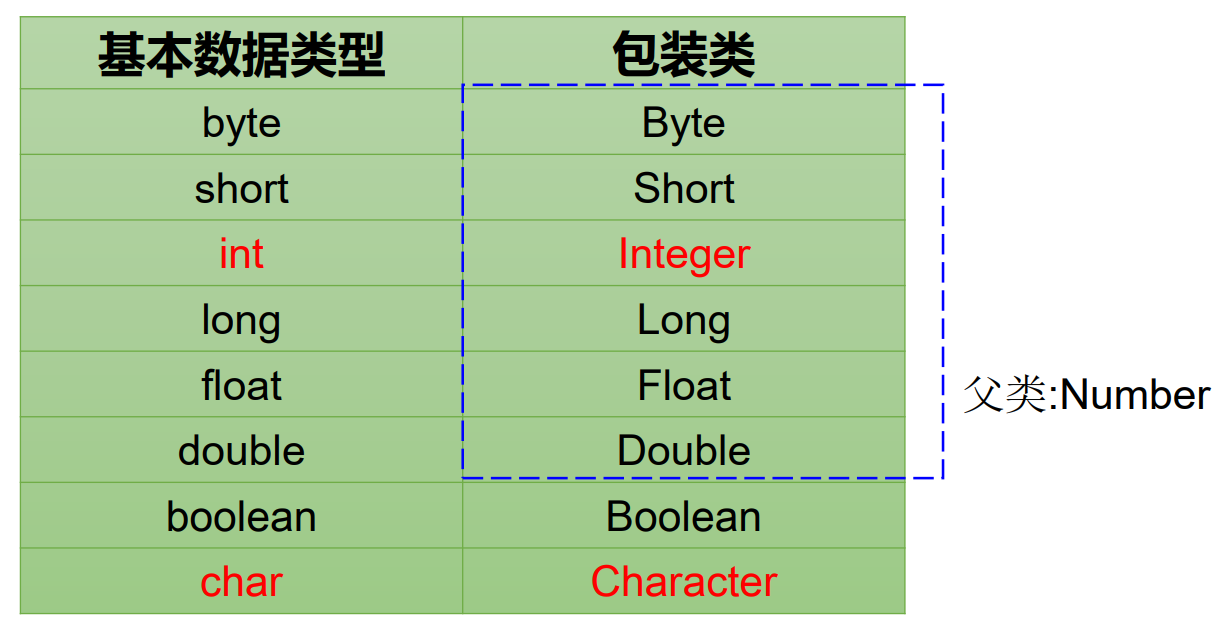 基本数据类型 包装类
byte Byte
short Short
int Integer
long Long
float Float
父类:Number
double Double
boolean Boolean
char Character